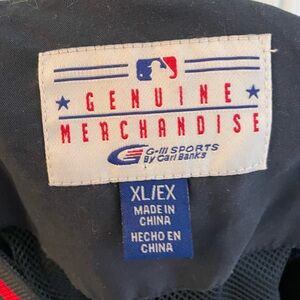 GENUINE
MERCHANDISE
G-III SPORTS
By Carl Banks
XL/EX
MADE IN
CHINA
HECHO EN
CHINA